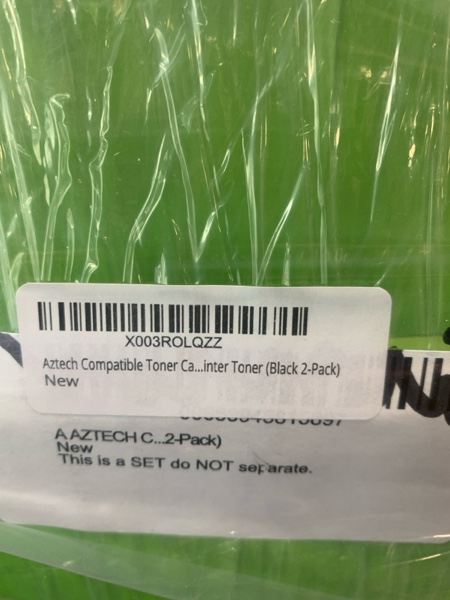 X003ROLQZZ
Aztech Compatible Toner Ca...inter Toner (Black 2-Pack)
New
A AZTECH C...2-Pack)
New
This is a SET do NOT separate.